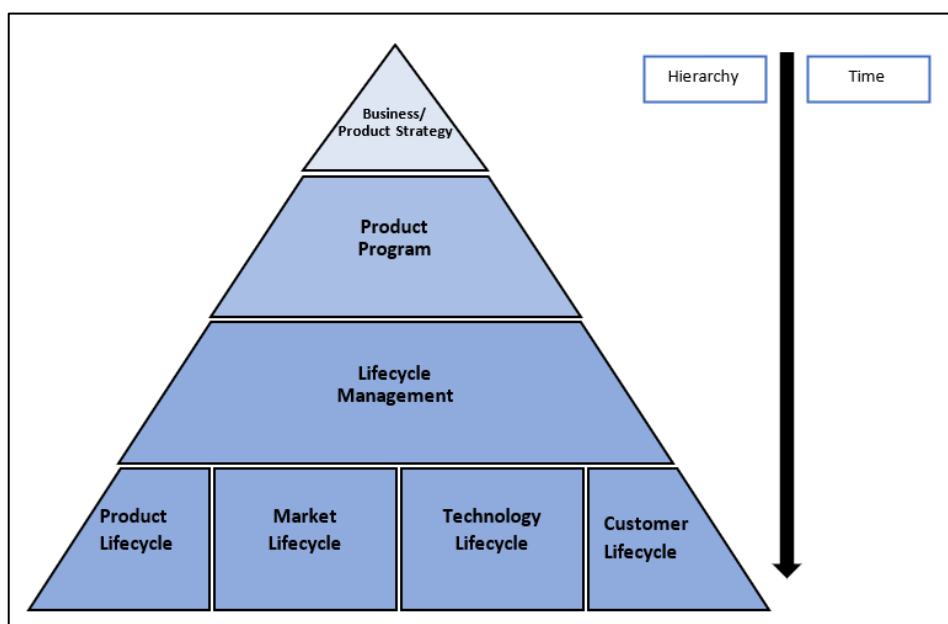 Business/
Product Strategy
Hierarchy
Time
Product
Program
Lifecycle
Management
Product
Lifecycle
Market
Lifecycle
Technology
Lifecycle
Customer
Lifecycle